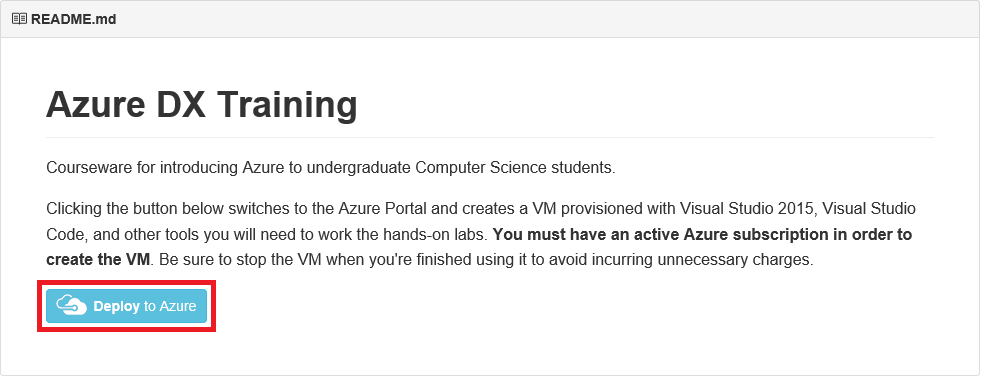 README.md
Azure DX Training
Courseware for introducing Azure to undergraduate Computer Science students.
Clicking the button below switches to the Azure Portal and creates a VM provisioned with Visual Studio 2015, Visual Studio
Code, and other tools you will need to work the hands-on labs. You must have an active Azure subscription in order to
create the VM. Be sure to stop the VM when you're finished using it to avoid incurring unnecessary charges.
Deploy to Azure